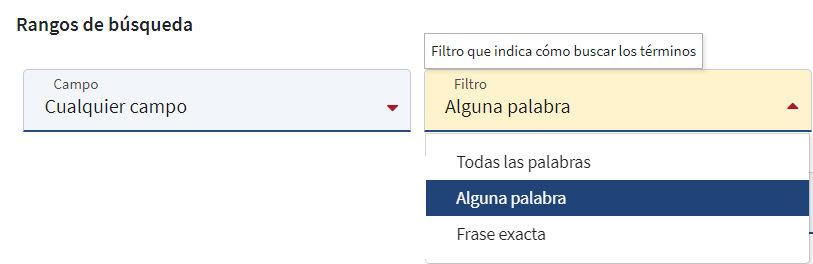 Rangos de búsqueda
Filtro que indica cómo buscar los términos
Campo
Cualquier campo
Filtro
Alguna palabra
Todas las palabras
Alguna palabra
Frase exacta